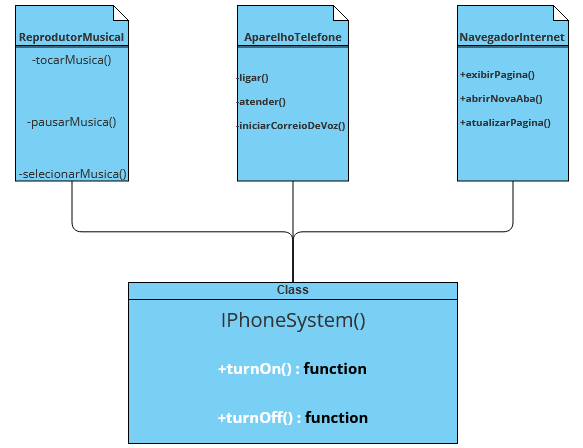 ReprodutorMusical
-tocarMusica()
-pausarMusica()
-selecionarMusica()
AparelhoTelefone
-ligar()
-atender()
-iniciarCorreioDeVoz()
NavegadorInternet
+exibirPagina()
+abrirNovaAba()
+atualizarPagina()
Class
IPhoneSystem()
+turnOn() : function
+turnOff() : function